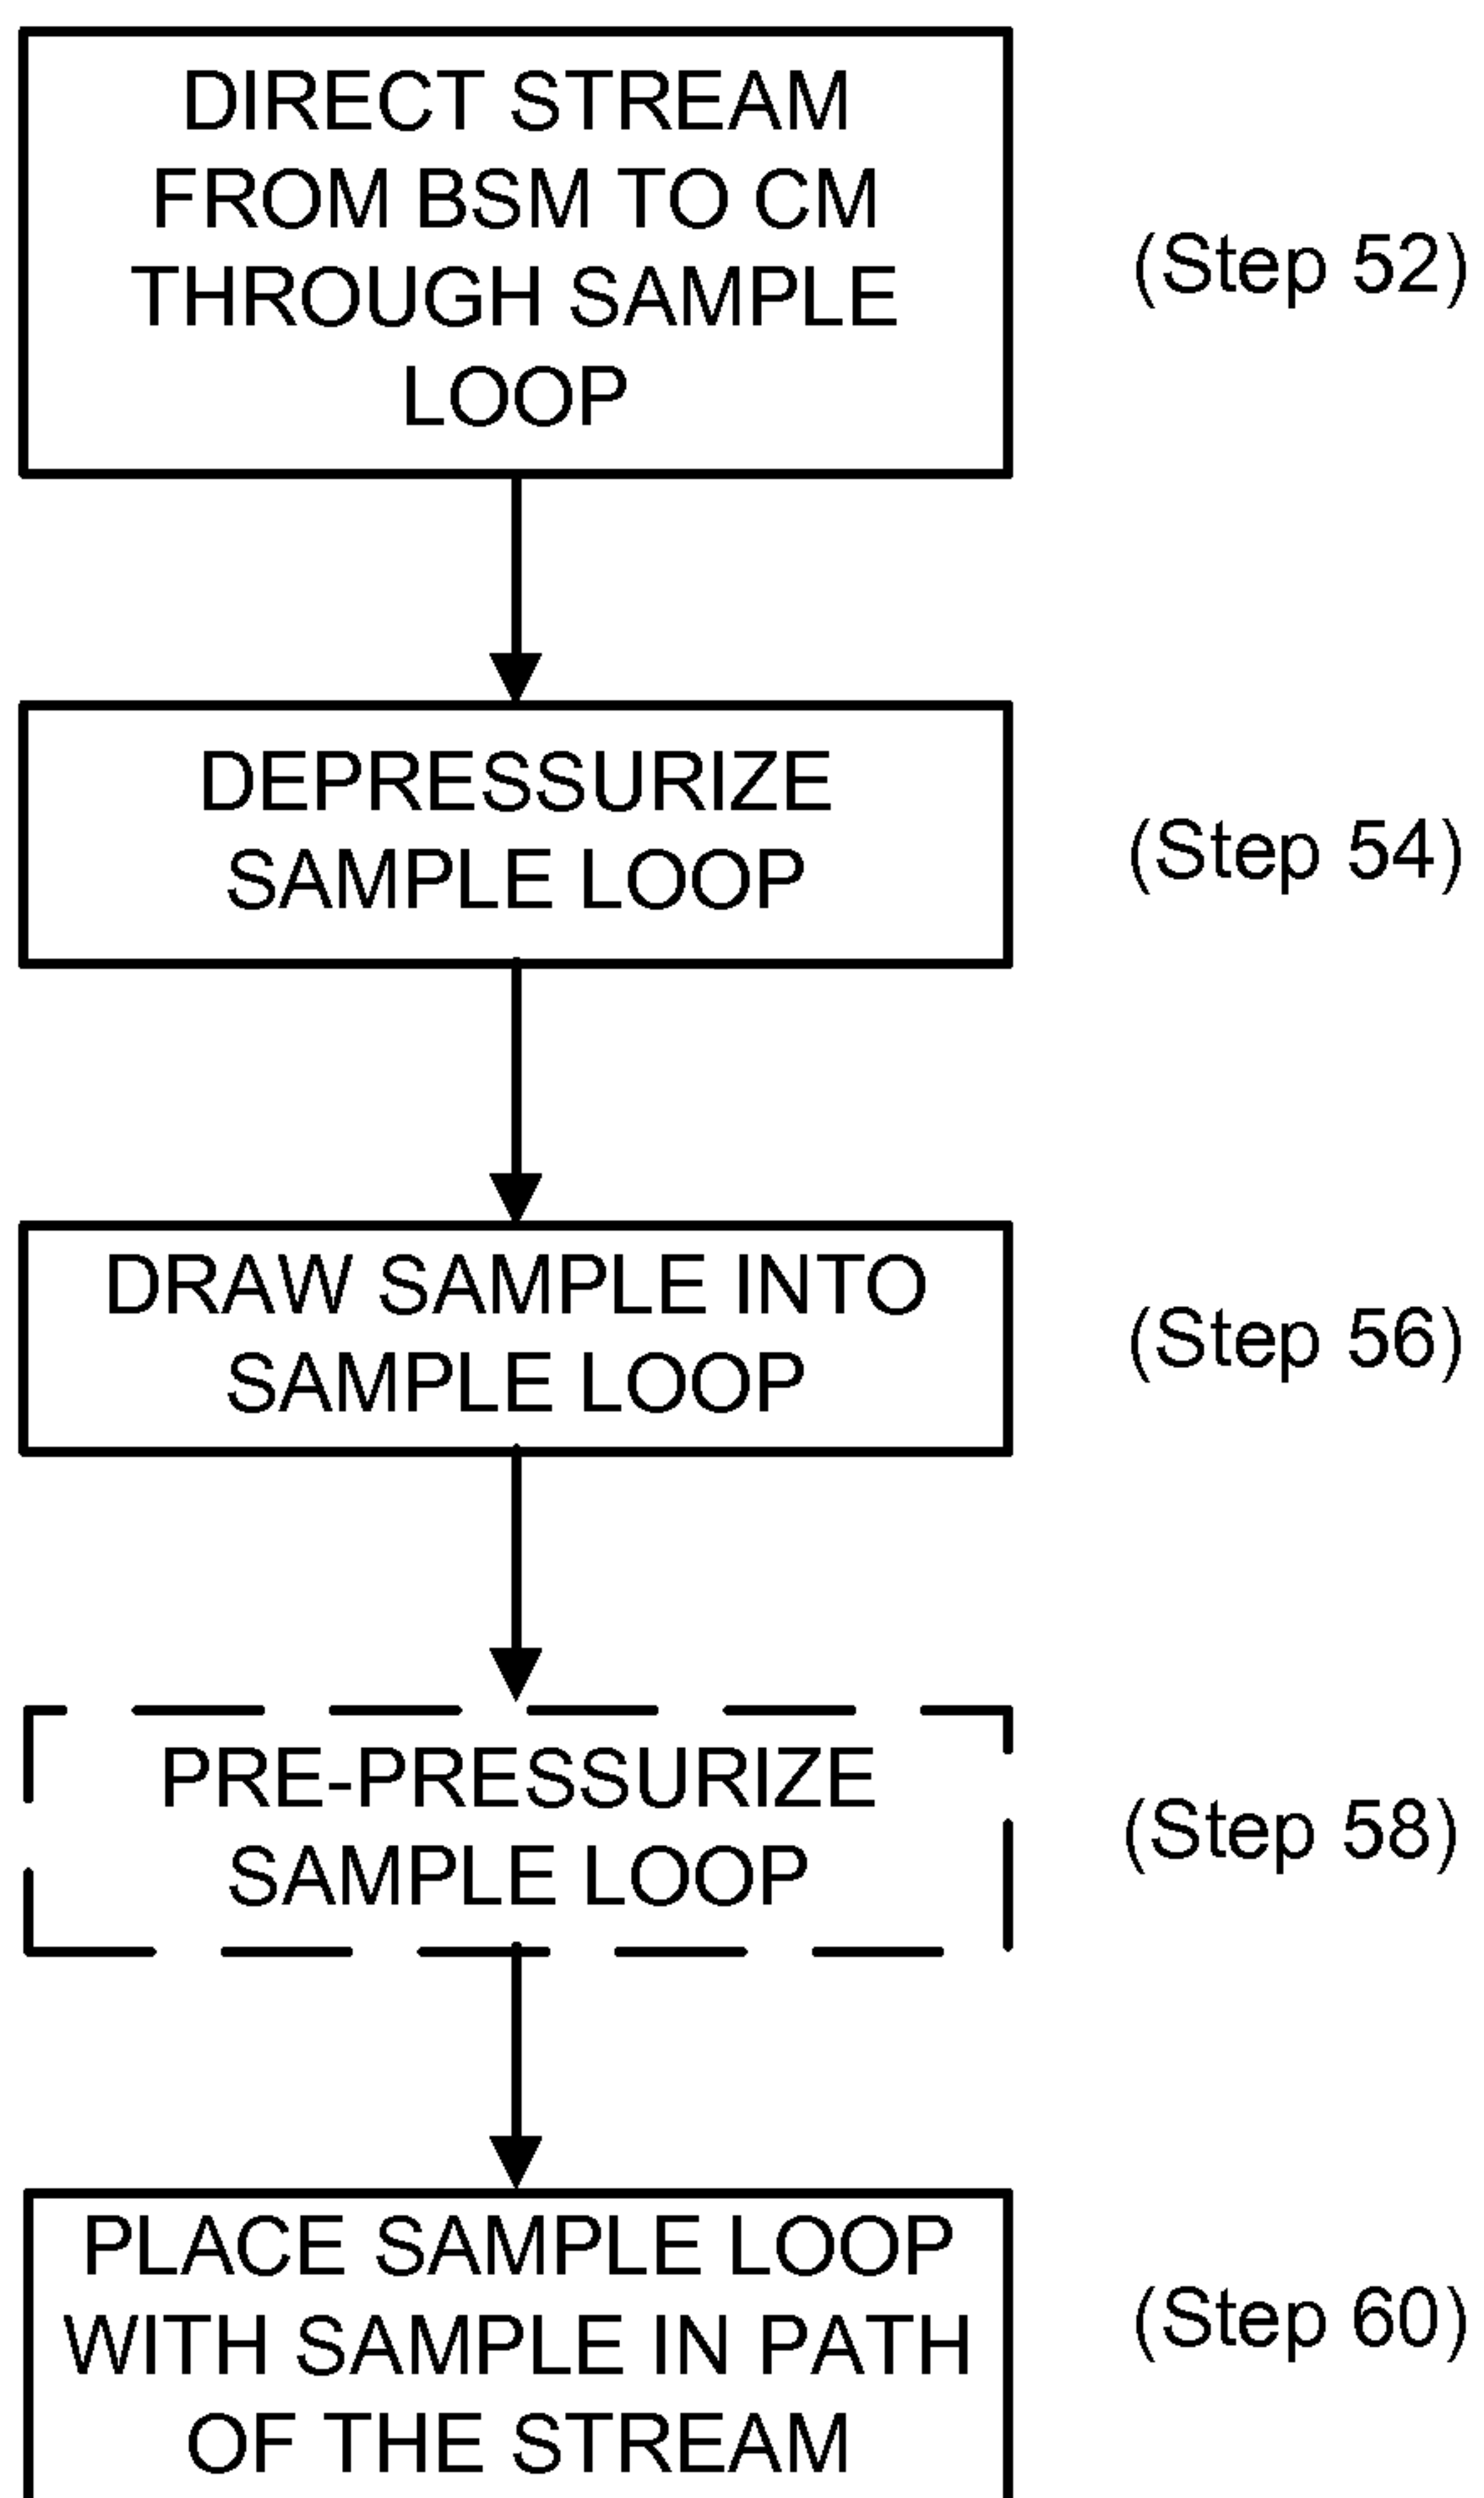 DIRECT STREAM
FROM BSM TO CM
THROUGH SAMPLE
LOOP
(Step 52)
DEPRESSURIZE
SAMPLE LOOP
(Step 54)
DRAW SAMPLE INTO
SAMPLE LOOP
(Step 56)
PRE-PRESSURIZE
SAMPLE LOOP
(Step 58)
PLACE SAMPLE LOOP
WITH SAMPLE IN PATH
OF THE STREAM
(Step 60)